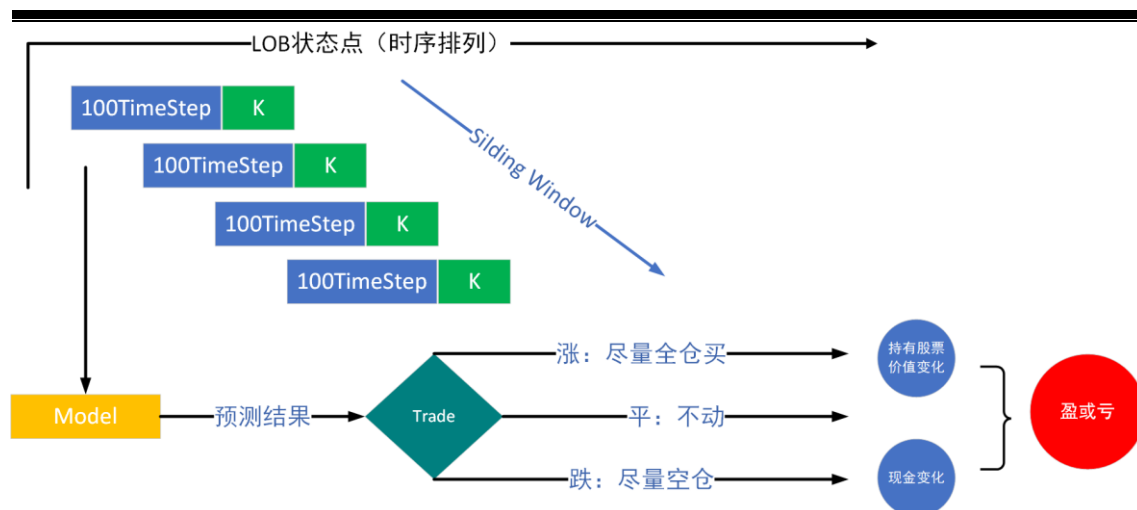 LOB状态点（时序排列）
100TimeStep K
100TimeStep K
100TimeStep K
100TimeStep K
Silding Window
Model
预测结果
Trade
涨：尽量全仓买
平：不动
跌：尽量空仓
持有股票
价值变化
现金变化
盈或亏